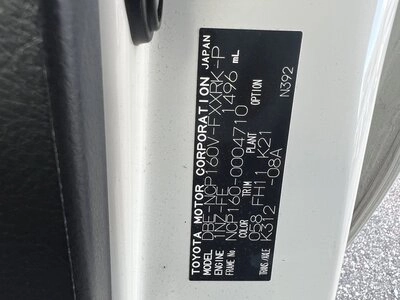 TOYOTA MOTOR CORPORATION JAPAN
MODEL DBE-NCP160V-FXXRK-P
ENGINE 1NZ-FE 1496 mL
FRAME No. NCP160-0004710
COLOR TRIM PLANT OPTION
058 FH11 K21
TRANS./AXLE K312 -08A
N392